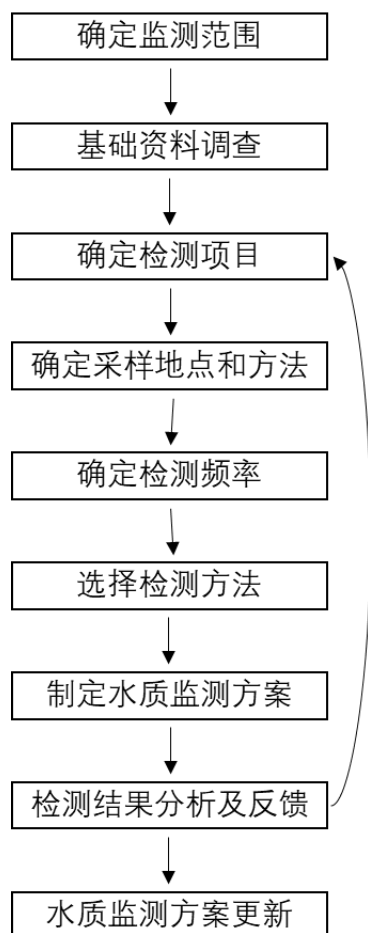 确定监测范围
基础资料调查
确定检测项目
确定采样地点和方法
确定检测频率
选择检测方法
制定水质监测方案
检测结果分析及反馈
水质监测方案更新